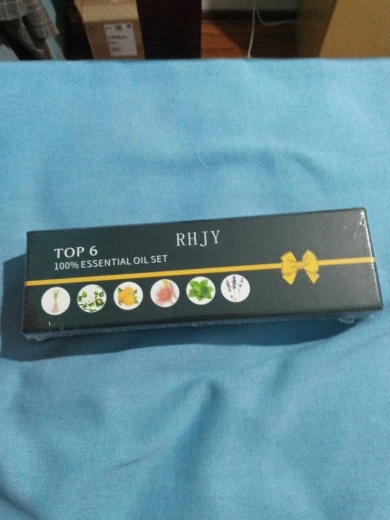 RHJY
TOP 6
100% ESSENTIAL OIL SET